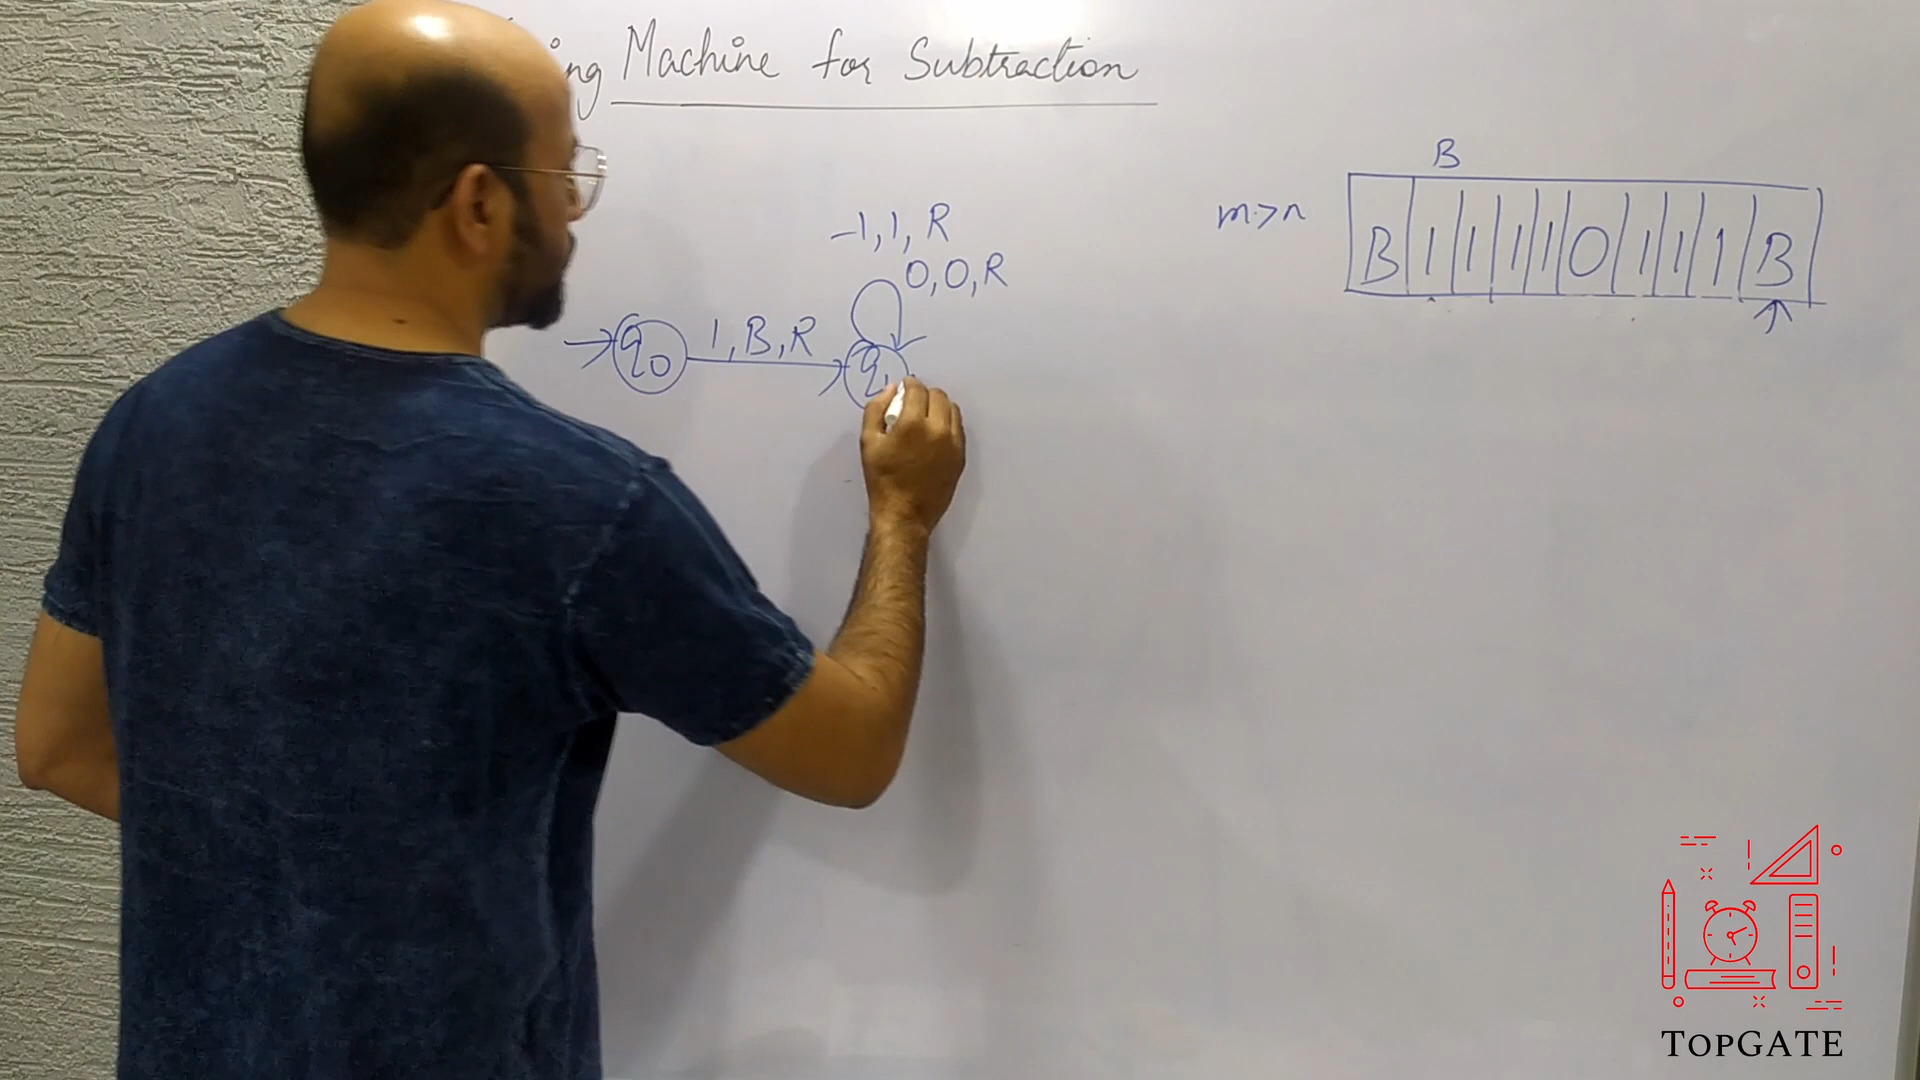 ing Machine for Subtraction
B
m>n
B 1 1 1 1 0 1 1 1 B
1, 1, R
0, 0, R
q0
1, B, R
q1
TOPGATE